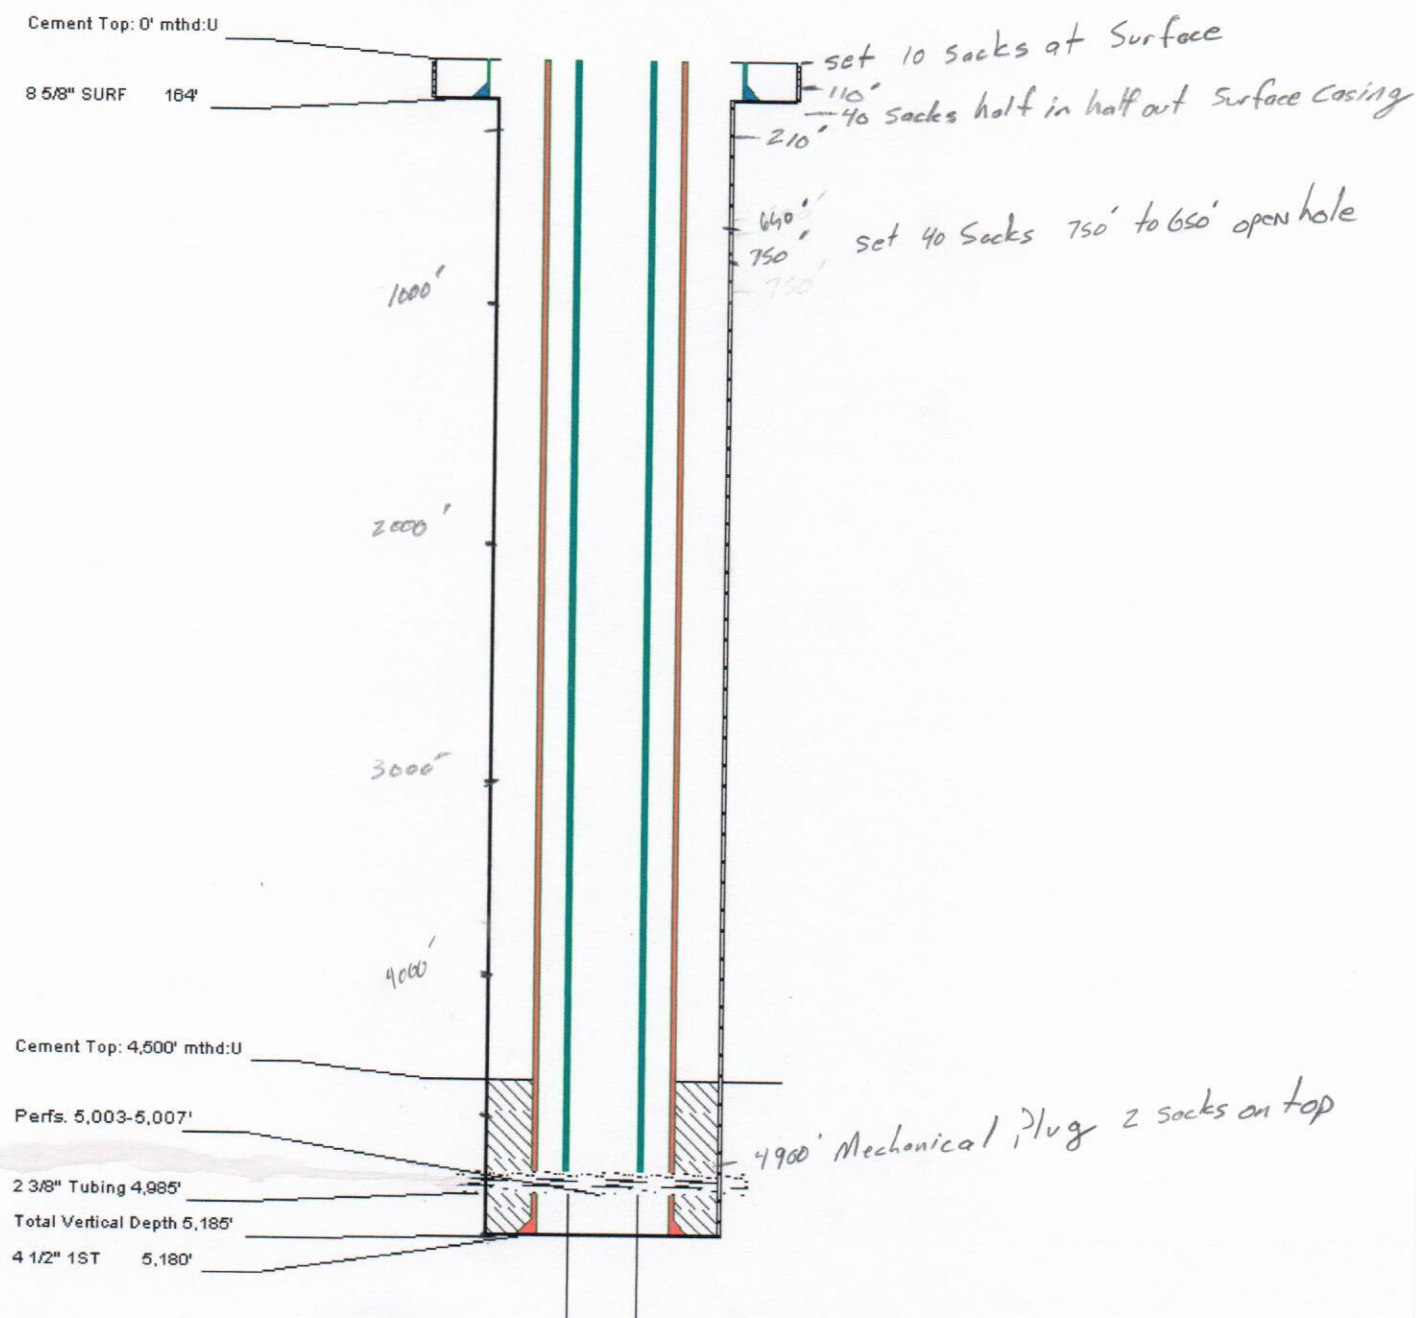 Cement Top: 0' mthd:U
set 10 sacks at Surface
8 5/8" SURF 164'
110'
40 sacks half in half out Surface Casing
210'
650'
set 40 Sacks 750' to 650' open hole
750'
750'
1000'
2000'
3000'
4000'
Cement Top: 4,500' mthd:U
Perfs. 5,003-5,007'
4900' Mechanical Plug 2 sacks on top
2 3/8" Tubing 4,985'
Total Vertical Depth 5,185'
4 1/2" 1ST 5,180'